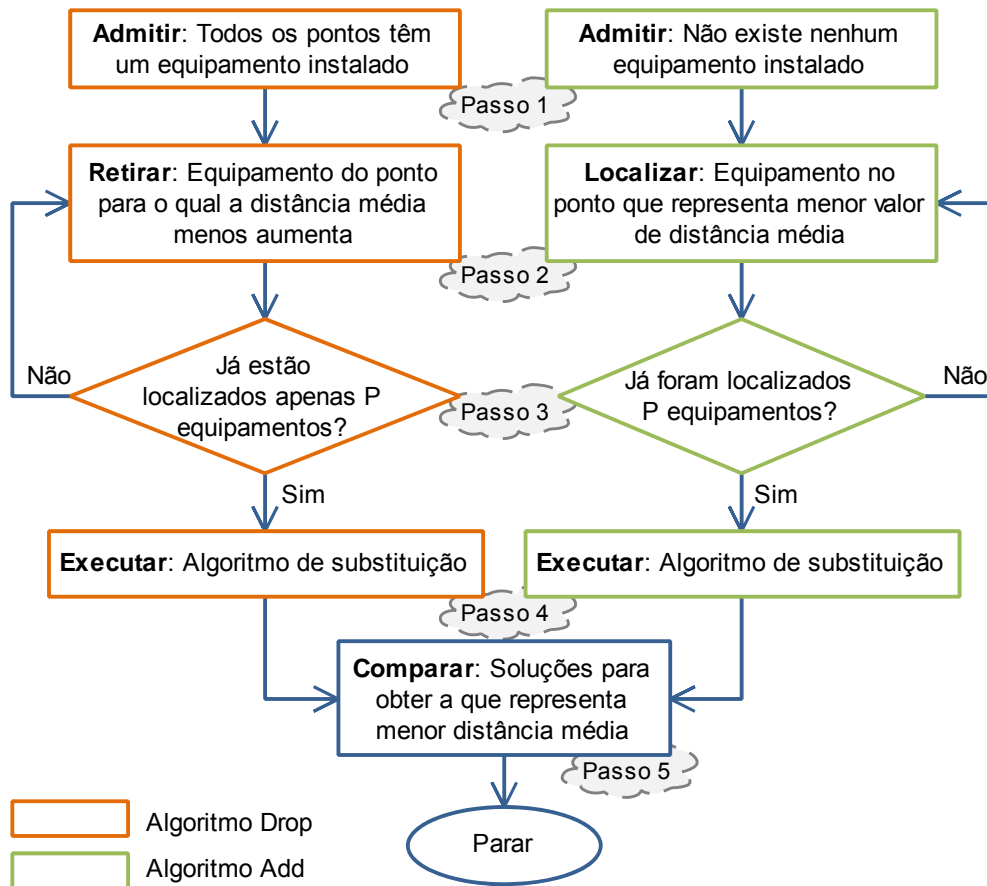 Admitir: Todos os pontos têm
um equipamento instalado
Admitir: Não existe nenhum
equipamento instalado
Passo 1
Retirar: Equipamento do ponto
para o qual a distância média
menos aumenta
Localizar: Equipamento no
ponto que representa menor valor
de distância média
Passo 2
Não
Já estão
localizados apenas P
equipamentos?
Passo 3
Já foram localizados
P equipamentos?
Não
Sim
Sim
Executar: Algoritmo de substituição
Executar: Algoritmo de substituição
Passo 4
Comparar: Soluções para
obter a que representa
menor distância média
Passo 5
Parar
Algoritmo Drop
Algoritmo Add